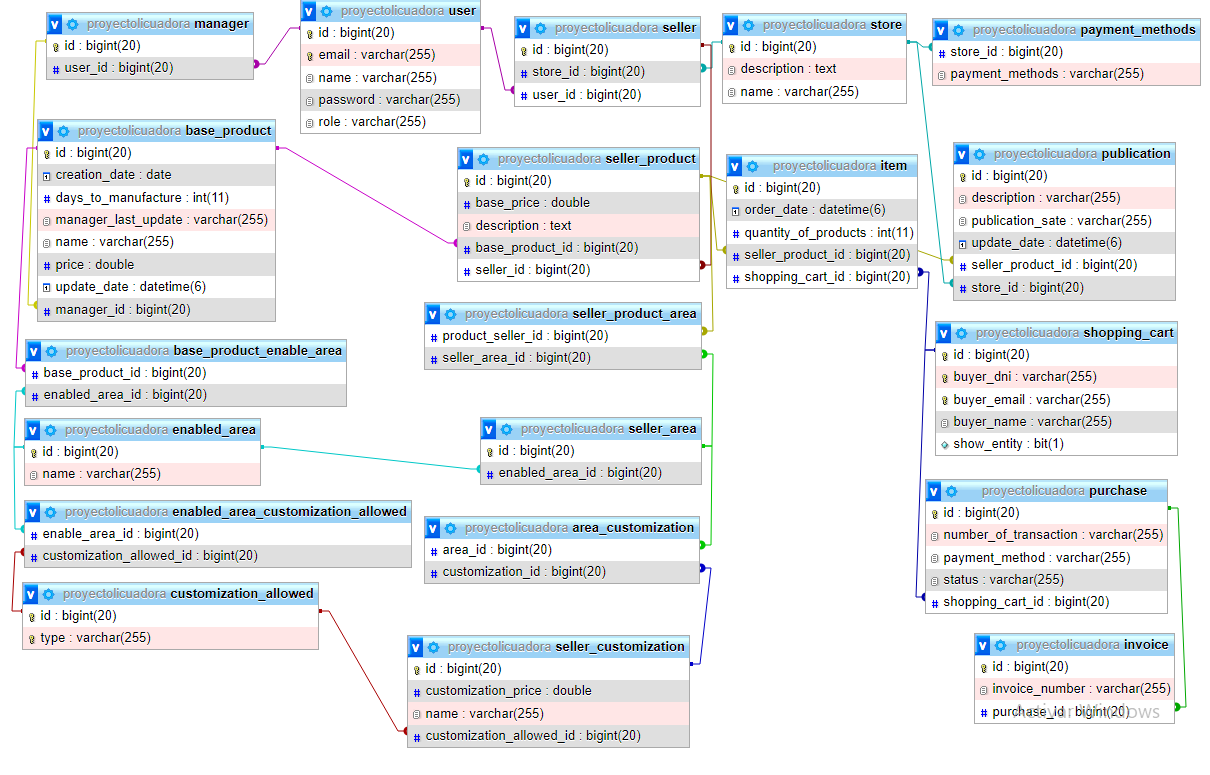 proyectolicuadora manager
id : bigint(20)
user_id : bigint(20)
proyectolicuadora user
id : bigint(20)
email : varchar(255)
name : varchar(255)
password : varchar(255)
role : varchar(255)
proyectolicuadora seller
id : bigint(20)
store_id : bigint(20)
user_id : bigint(20)
proyectolicuadora store
id : bigint(20)
description : text
name : varchar(255)
proyectolicuadora payment_methods
store_id : bigint(20)
payment_methods : varchar(255)
proyectolicuadora base_product
id : bigint(20)
creation_date : date
days_to_manufacture : int(11)
manager_last_update : varchar(255)
name : varchar(255)
price : double
update_date : datetime(6)
manager_id : bigint(20)
proyectolicuadora seller_product
id : bigint(20)
base_price : double
description : text
base_product_id : bigint(20)
seller_id : bigint(20)
proyectolicuadora item
id : bigint(20)
order_date : datetime(6)
quantity_of_products : int(11)
seller_product_id : bigint(20)
shopping_cart_id : bigint(20)
proyectolicuadora publication
id : bigint(20)
description : varchar(255)
publication_sate : varchar(255)
update_date : datetime(6)
seller_product_id : bigint(20)
store_id : bigint(20)
proyectolicuadora seller_product_area
product_seller_id : bigint(20)
seller_area_id : bigint(20)
proyectolicuadora shopping_cart
id : bigint(20)
buyer_dni : varchar(255)
buyer_email : varchar(255)
buyer_name : varchar(255)
show_entity : bit(1)
proyectolicuadora base_product_enable_area
base_product_id : bigint(20)
enabled_area_id : bigint(20)
proyectolicuadora enabled_area
id : bigint(20)
name : varchar(255)
proyectolicuadora seller_area
id : bigint(20)
enabled_area_id : bigint(20)
proyectolicuadora purchase
id : bigint(20)
number_of_transaction : varchar(255)
payment_method : varchar(255)
status : varchar(255)
shopping_cart_id : bigint(20)
proyectolicuadora enabled_area_customization_allowed
enable_area_id : bigint(20)
customization_allowed_id : bigint(20)
proyectolicuadora area_customization
area_id : bigint(20)
customization_id : bigint(20)
proyectolicuadora customization_allowed
id : bigint(20)
type : varchar(255)
proyectolicuadora seller_customization
id : bigint(20)
customization_price : double
name : varchar(255)
customization_allowed_id : bigint(20)
proyectolicuadora invoice
id : bigint(20)
invoice_number : varchar(255)
purchase_id : bigint(20)
Activar Windows